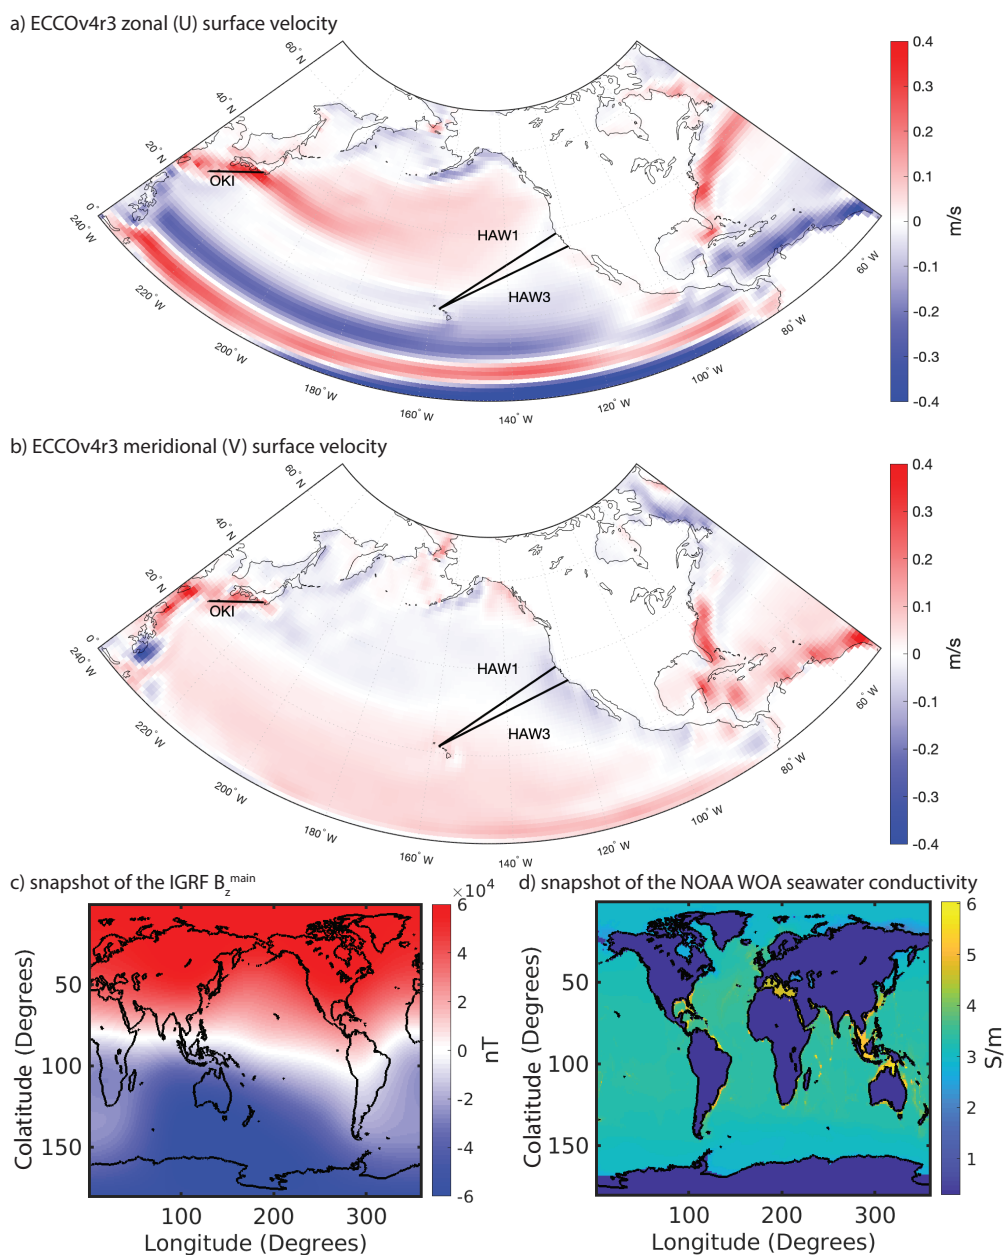 a) ECCOv4r3 zonal (U) surface velocity
60° N
40° N
20° N
0°
240° W
220° W
200° W
180° W
160° W
140° W
120° W
100° W
80° W
60° W
OKI
HAW1
HAW3
0.4
0.3
0.2
0.1
0
-0.1
-0.2
-0.3
-0.4
m/s
b) ECCOv4r3 meridional (V) surface velocity
60° N
40° N
20° N
0°
240° W
220° W
200° W
180° W
160° W
140° W
120° W
100° W
80° W
60° W
OKI
HAW1
HAW3
0.4
0.3
0.2
0.1
0
-0.1
-0.2
-0.3
-0.4
m/s
c) snapshot of the IGRF B_z^main
×10^4
6
4
2
0
-2
-4
-6
nT
50
100
150
Colatitude (Degrees)
100
200
300
Longitude (Degrees)
d) snapshot of the NOAA WOA seawater conductivity
6
5
4
3
2
1
S/m
50
100
150
Colatitude (Degrees)
100
200
300
Longitude (Degrees)